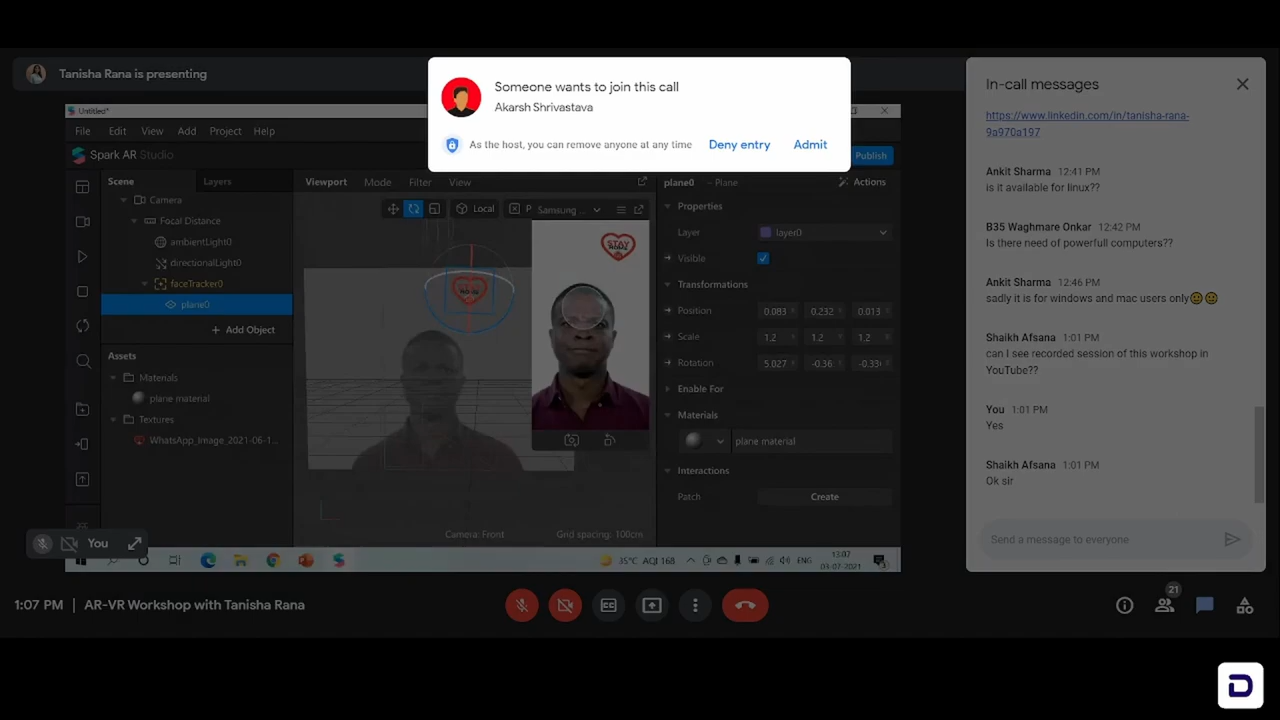 Tanisha Rana is presenting
Someone wants to join this call
Akarsh Shrivastava
As the host, you can remove anyone at any time
Deny entry
Admit
Untitled*
File Edit View Add Project Help
Spark AR Studio
Publish
Scene Layers
Camera
Focal Distance
ambientLight0
directionalLight0
faceTracker0
plane0
+ Add Object
Assets
Materials
plane material
Textures
WhatsApp_Image_2021-06-1...
Viewport Mode Filter View
Local
P
Samsung ...
STAY
HOME
Camera: Front Grid spacing: 100cm
plane0 – Plane
Actions
Properties
Layer layer0
Visible
Transformations
Position 0.083 0.232 0.013
Scale 1.2 1.2 1.2
Rotation 5.027 -0.36
Enable For
Materials
plane material
Interactions
Patch Create
35°C AQI 168 ENG
13:07
03-07-2021
You
In-call messages
https://www.linkedin.com/in/tanisha-rana-
9a970a197
Ankit Sharma 12:41 PM
is it available for linux??
B35 Waghmare Onkar 12:42 PM
Is there need of powerfull computers??
Ankit Sharma 12:46 PM
sadly it is for windows and mac users only
Shaikh Afsana 1:01 PM
can I see recorded session of this workshop in
YouTube??
You 1:01 PM
Yes
Shaikh Afsana 1:01 PM
Ok sir
Send a message to everyone
1:07 PM | AR-VR Workshop with Tanisha Rana
21
D